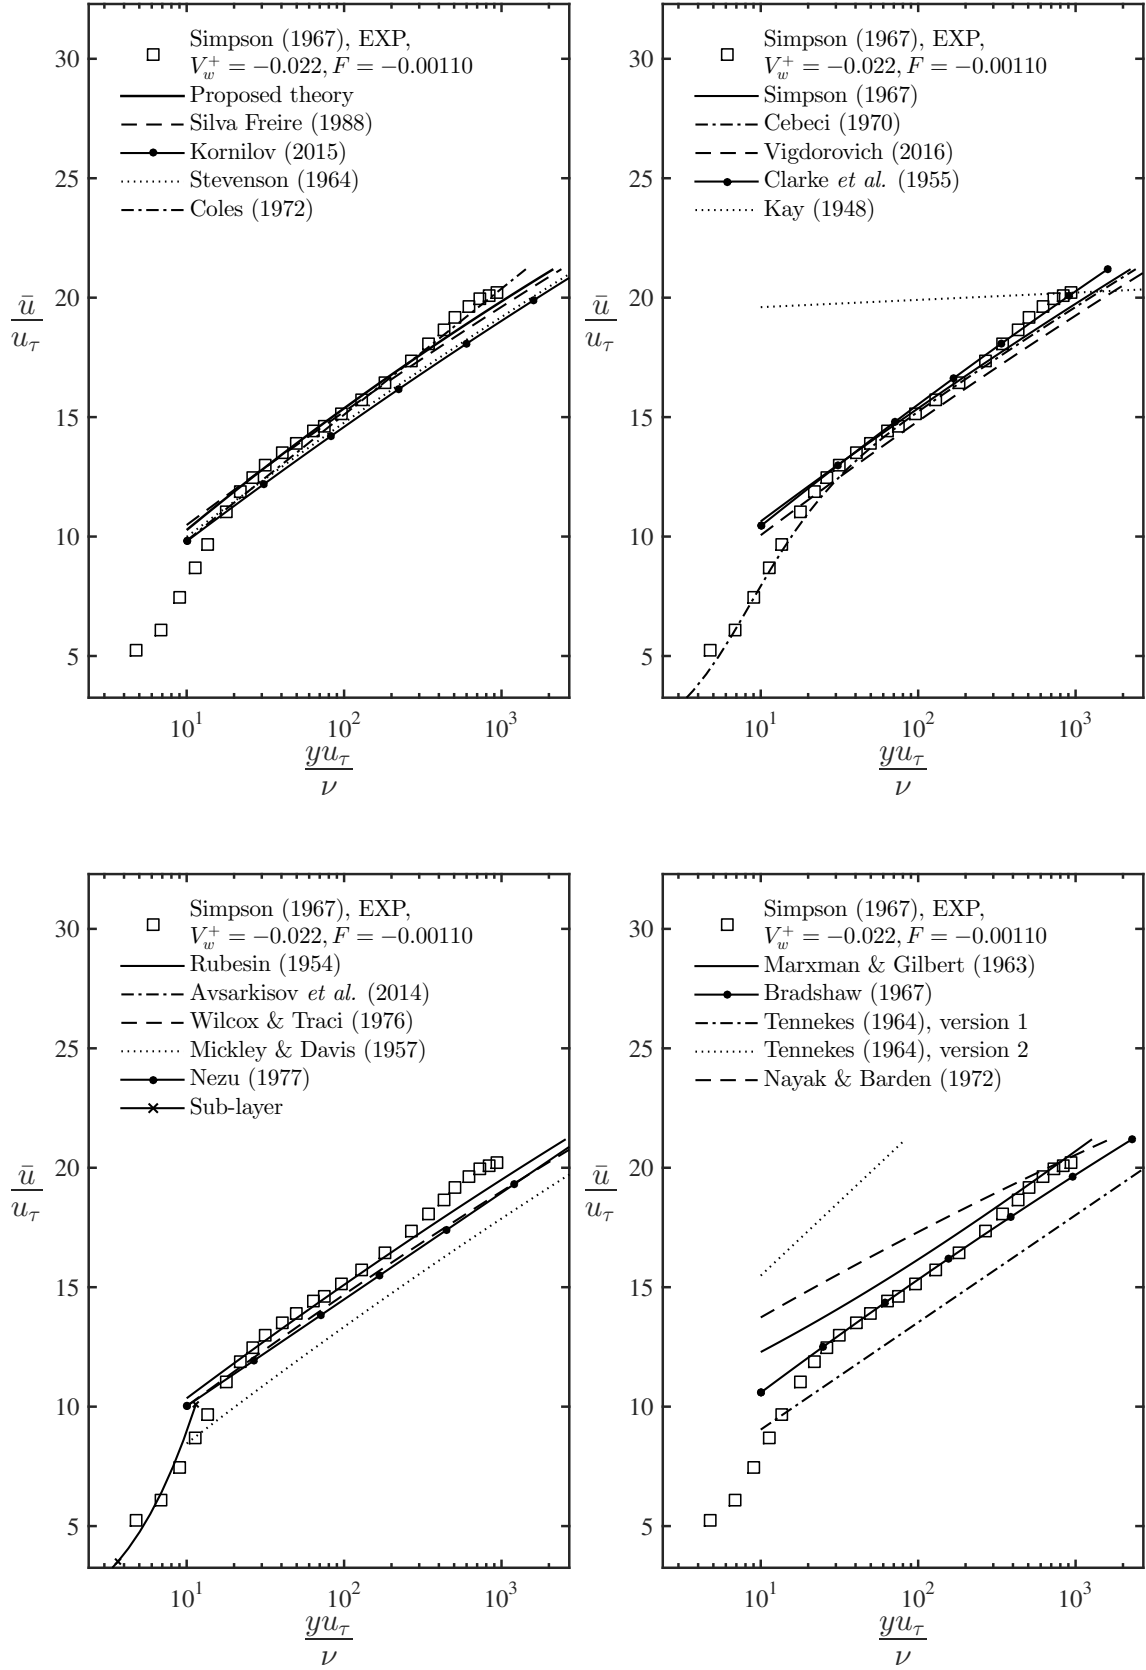 Simpson (1967), EXP,
V_w^+ = −0.022, F = −0.00110
Proposed theory
Silva Freire (1988)
Kornilov (2015)
Stevenson (1964)
Coles (1972)
30
25
20
15
10
5
ū/u_τ
10^1 10^2 10^3
yu_τ/ν
Simpson (1967), EXP,
V_w^+ = −0.022, F = −0.00110
Simpson (1967)
Cebeci (1970)
Vigdorovich (2016)
Clarke et al. (1955)
Kay (1948)
30
25
20
15
10
5
ū/u_τ
10^1 10^2 10^3
yu_τ/ν
Simpson (1967), EXP,
V_w^+ = −0.022, F = −0.00110
Rubesin (1954)
Avsarkisov et al. (2014)
Wilcox & Traci (1976)
Mickley & Davis (1957)
Nezu (1977)
Sub-layer
30
25
20
15
10
5
ū/u_τ
10^1 10^2 10^3
yu_τ/ν
Simpson (1967), EXP,
V_w^+ = −0.022, F = −0.00110
Marxman & Gilbert (1963)
Bradshaw (1967)
Tennekes (1964), version 1
Tennekes (1964), version 2
Nayak & Barden (1972)
30
25
20
15
10
5
ū/u_τ
10^1 10^2 10^3
yu_τ/ν